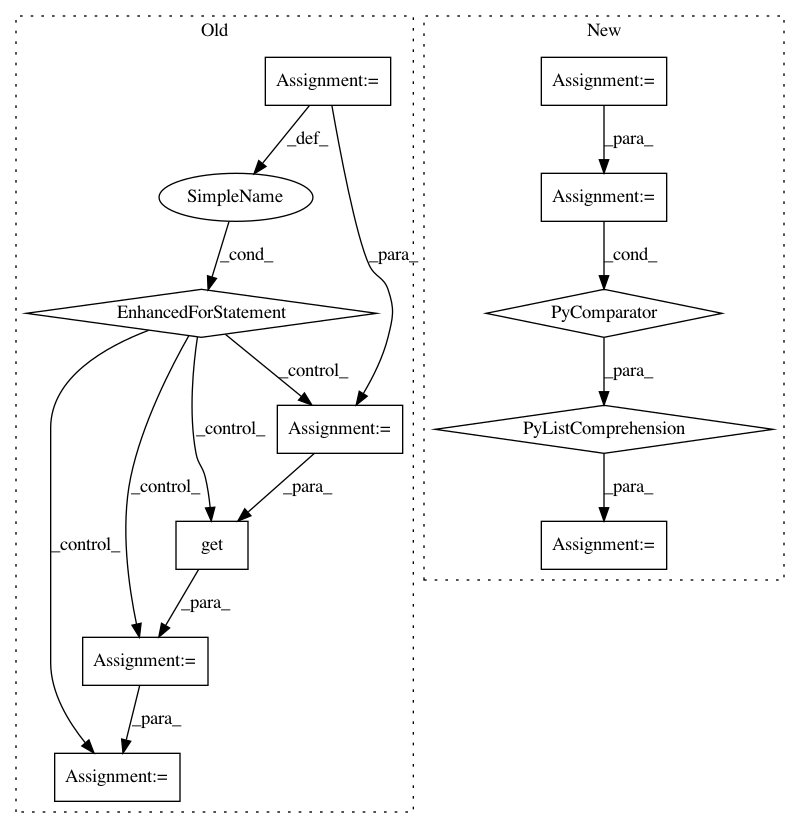 Old
New
Assignment:=
Assignment:=
_def_
_para_
SimpleName
Assignment:=
_cond_
_para_
_cond_
EnhancedForStatement
PyComparator
_control_
_para_
Assignment:=
PyListComprehension
_control_
_control_
_para_
_para_
_control_
get
Assignment:=
_para_
Assignment:=
_para_
Assignment:=